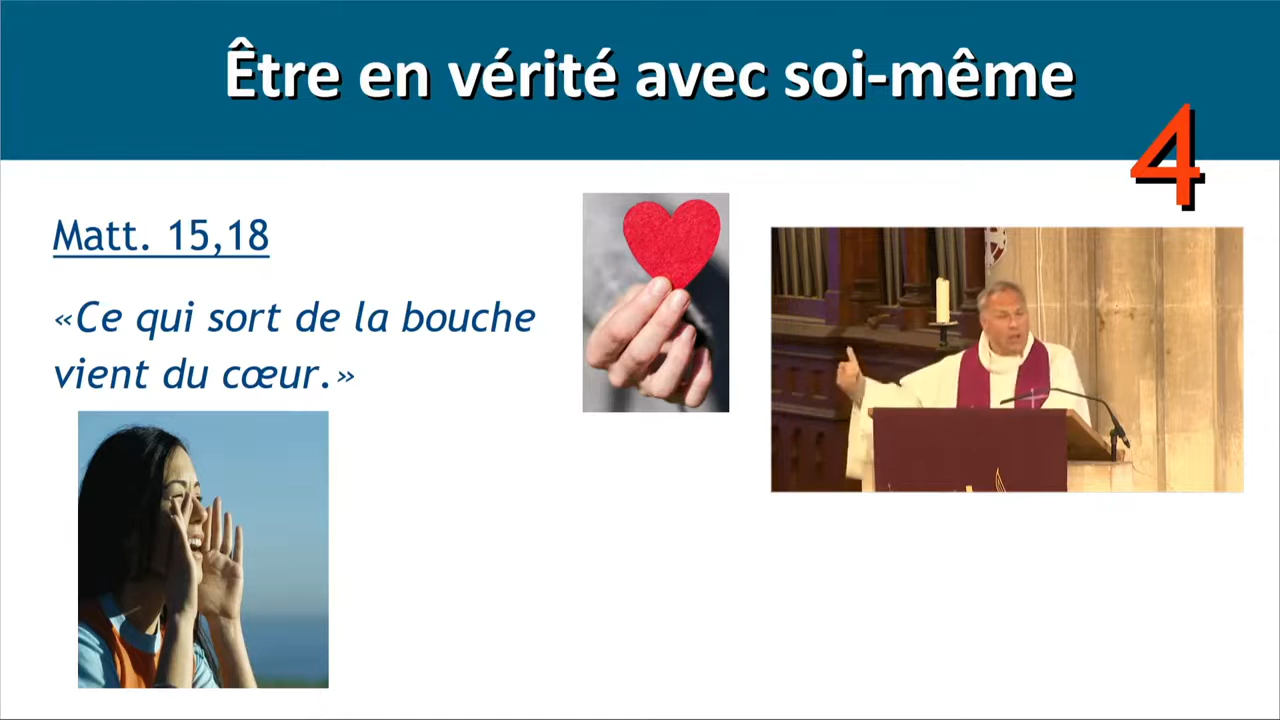 Être en vérité avec soi-même
4
Matt. 15,18
«Ce qui sort de la bouche
vient du cœur.»